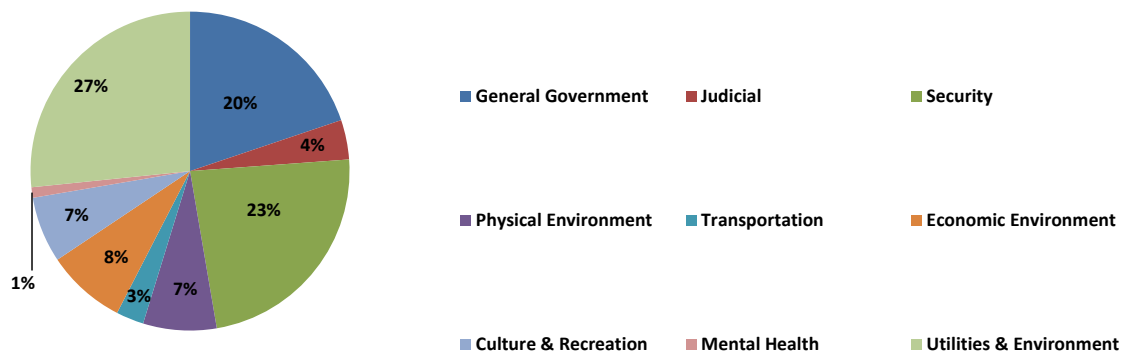 27%
20%
4%
23%
7%
3%
8%
7%
1%
General Government
Judicial
Security
Physical Environment
Transportation
Economic Environment
Culture & Recreation
Mental Health
Utilities & Environment